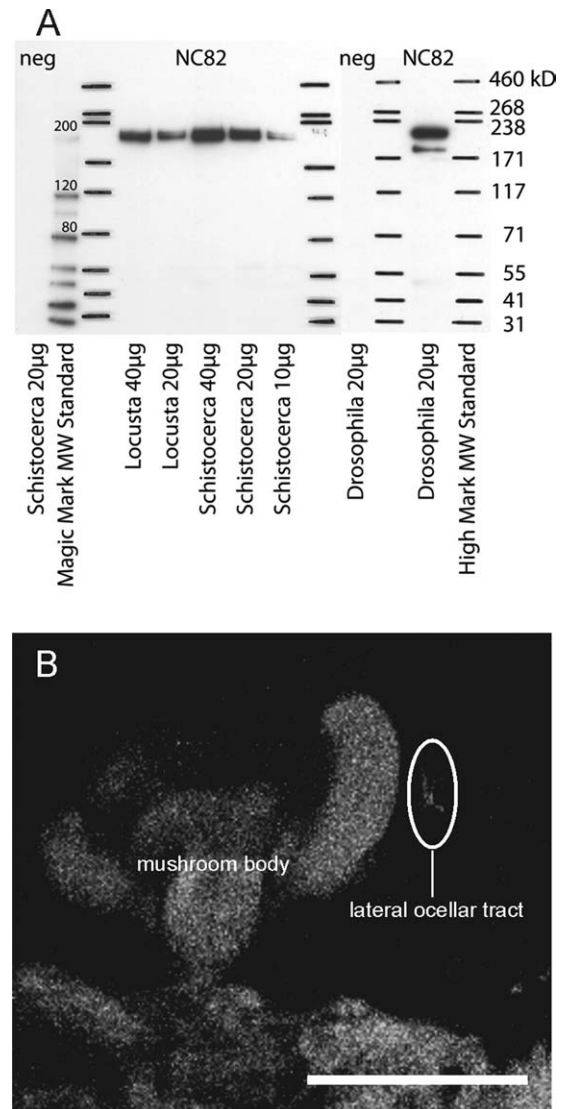 A
neg NC82 neg NC82
460 kD
268
238
200
171
120
117
80
71
55
41
31
Schistocerca 20µg
Magic Mark MW Standard
Locusta 40µg
Locusta 20µg
Schistocerca 40µg
Schistocerca 20µg
Schistocerca 10µg
Drosophila 20µg
Drosophila 20µg
High Mark MW Standard
B
mushroom body
lateral ocellar tract